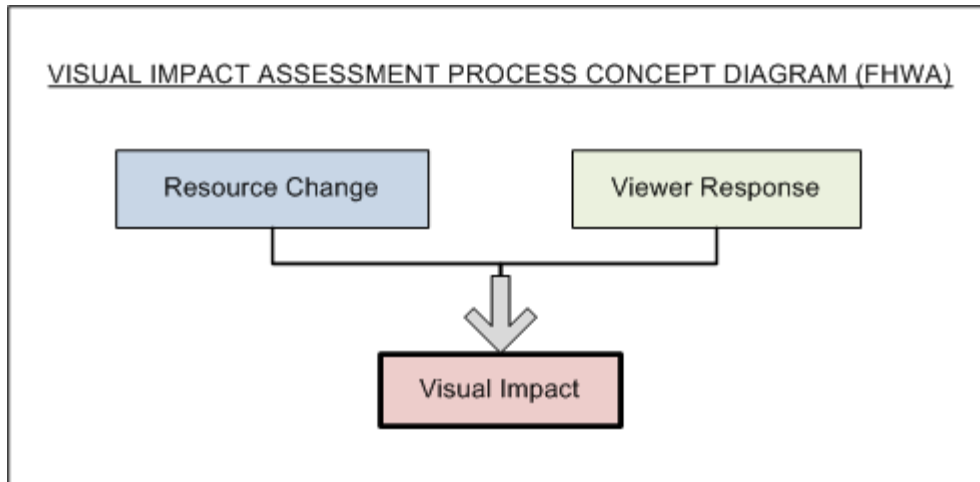 VISUAL IMPACT ASSESSMENT PROCESS CONCEPT DIAGRAM (FHWA)
Resource Change
Viewer Response
Visual Impact